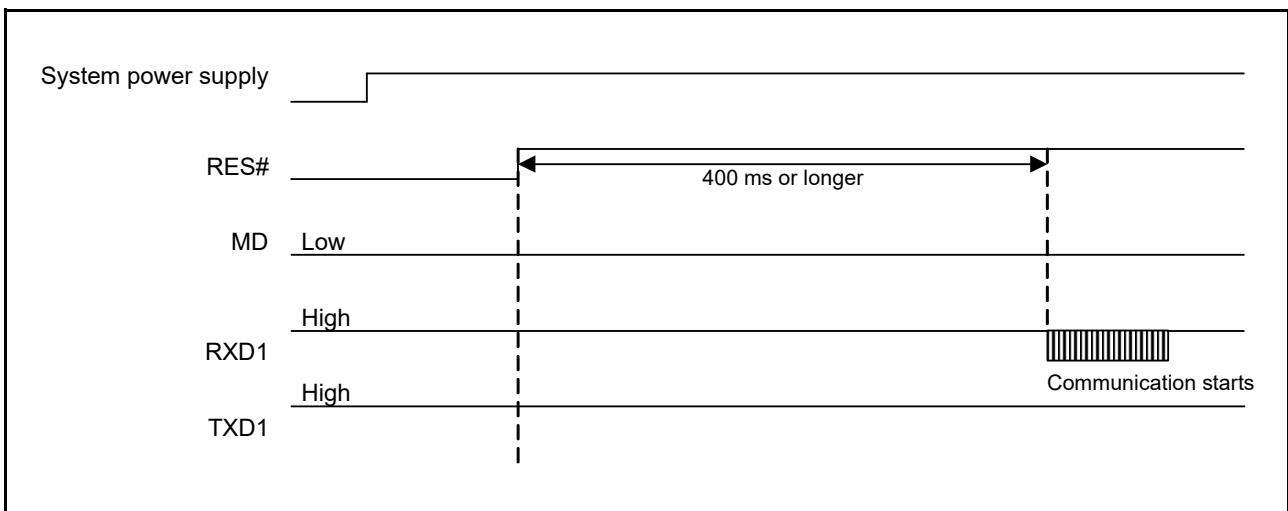 System power supply
RES#
400 ms or longer
MD Low
High
RXD1
Communication starts
High
TXD1